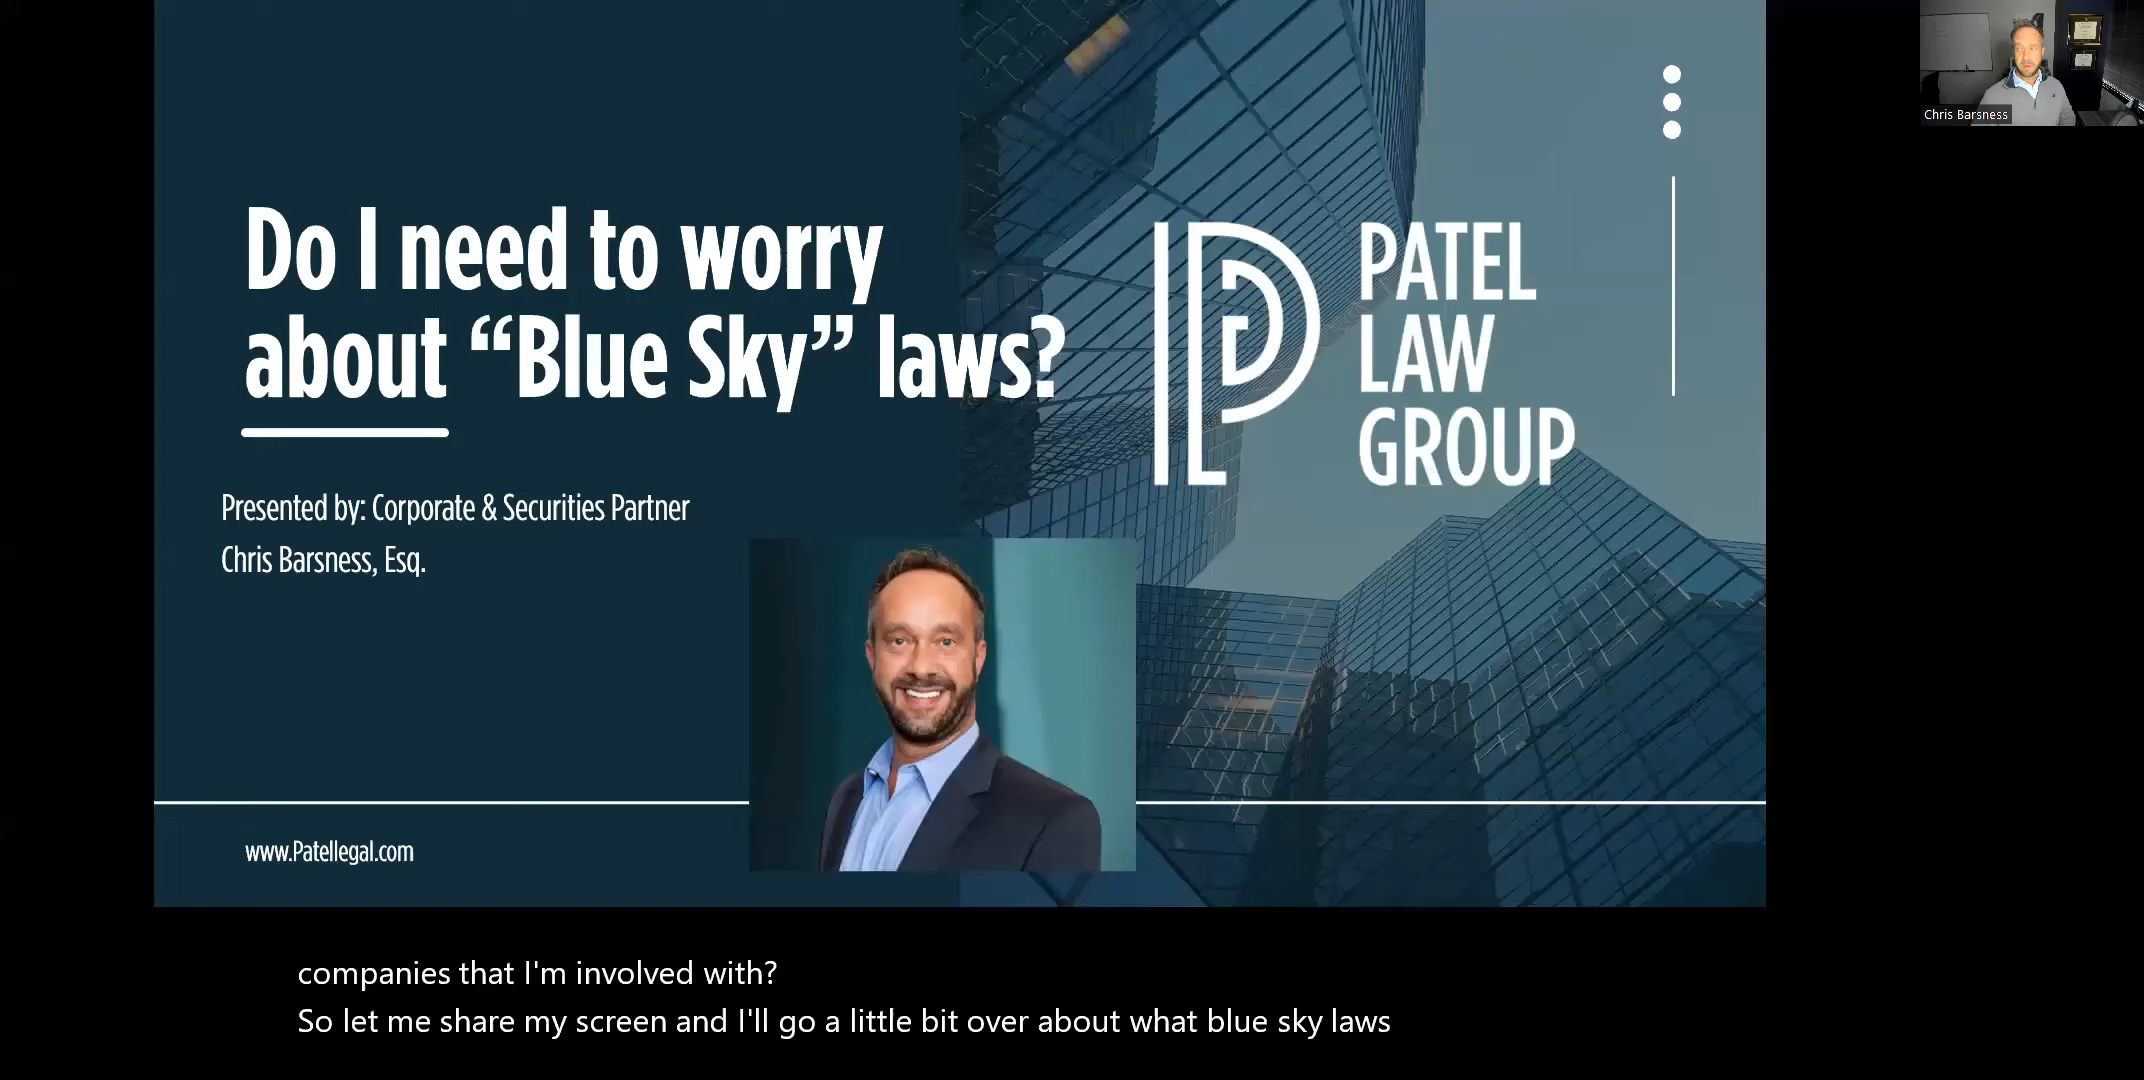 Do I need to worry
about “Blue Sky” laws?
Presented by: Corporate & Securities Partner
Chris Barsness, Esq.
www.Patellegal.com
PATEL
LAW
GROUP
Chris Barsness
companies that I'm involved with?
So let me share my screen and I'll go a little bit over about what blue sky laws